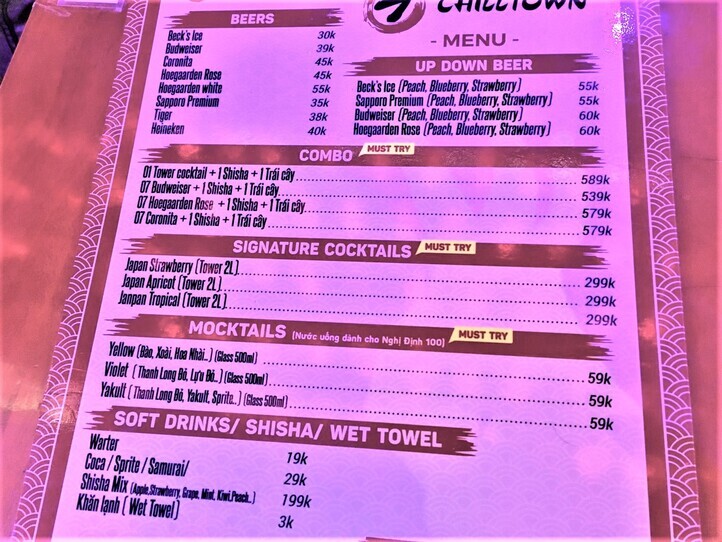 CHILLTOWN
- MENU -
BEERS
Beck's Ice 30k
Budweiser 39k
Coronita 45k
Hoegaarden Rose 45k
Hoegaarden white 55k
Sapporo Premium 35k
Tiger 38k
Heineken 40k
UP DOWN BEER
Beck's Ice (Peach, Blueberry, Strawberry) 55k
Sapporo Premium (Peach, Blueberry, Strawberry) 55k
Budweiser (Peach, Blueberry, Strawberry) 60k
Hoegaarden Rose (Peach, Blueberry, Strawberry) 60k
COMBO MUST TRY
01 Tower cocktail + 1 Shisha + 1 Trái cây 589k
07 Budweiser + 1 Shisha + 1 Trái cây 539k
07 Hoegaarden Rose + 1 Shisha + 1 Trái cây 579k
07 Coronita + 1 Shisha + 1 Trái cây 579k
SIGNATURE COCKTAILS MUST TRY
Japan Strawberry (Tower 2L) 299k
Japan Apricot (Tower 2L) 299k
Janpan Tropical (Tower 2L) 299k
MOCKTAILS (Nước uống dành cho Nghị Định 100) MUST TRY
Yellow (Đào, Xoài, Hoa Nhài..) (Glass 500ml) 59k
Violet ( Thanh Long Đỏ, Lựu Đỏ..) (Glass 500ml) 59k
Yakult ( Thanh Long Đỏ, Yakult, Sprite..) (Glass 500ml) 59k
SOFT DRINKS/ SHISHA/ WET TOWEL
Warter 19k
Coca / Sprite / Samurai/ 29k
Shisha Mix (Apple,Strawberry, Grape, Mint, Kiwi,Peach..) 199k
Khăn lạnh ( Wet Towel) 3k